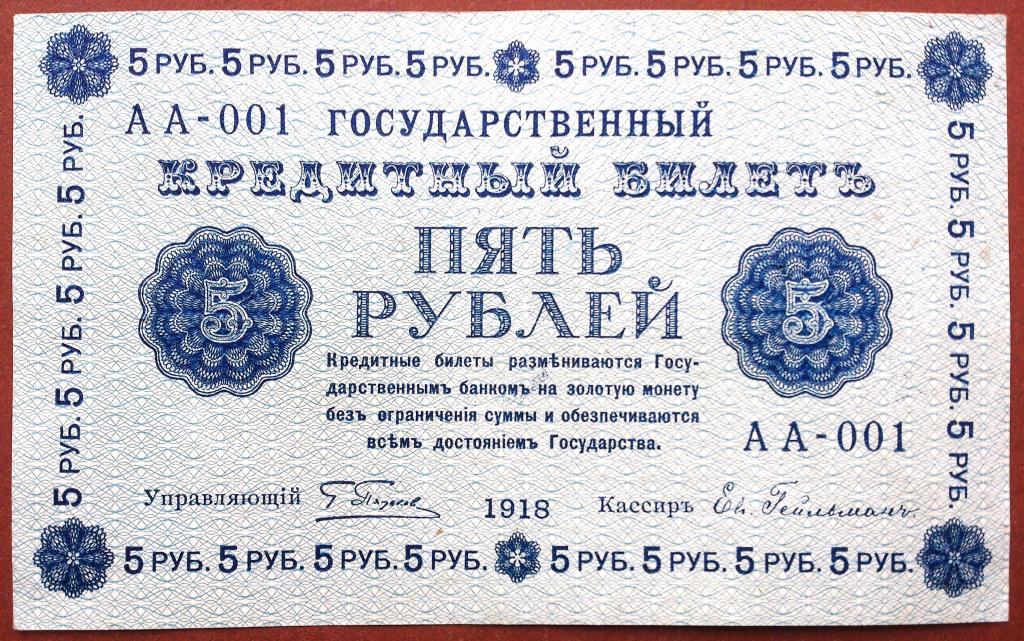 5 РУБ. 5 РУБ. 5 РУБ. 5 РУБ. 5 РУБ. 5 РУБ. 5 РУБ. 5 РУБ.
АА-001 ГОСУДАРСТВЕННЫЙ
КРЕДИТНЫЙ БИЛЕТЪ
ПЯТЬ
5 РУБЛЕЙ 5
Кредитные билеты размѣниваются Госу-
дарственнымъ банкомъ на золотую монету
безъ ограниченія суммы и обезпечиваются
всѣмъ достояніемъ Государства.
АА-001
Управляющій Г. Пятаков 1918 Кассиръ Ев. Гейльманъ
5 РУБ. 5 РУБ. 5 РУБ. 5 РУБ. 5 РУБ. 5 РУБ. 5 РУБ. 5 РУБ.
5 РУБ. 5 РУБ. 5 РУБ. 5 РУБ.
5 РУБ. 5 РУБ. 5 РУБ. 5 РУБ.